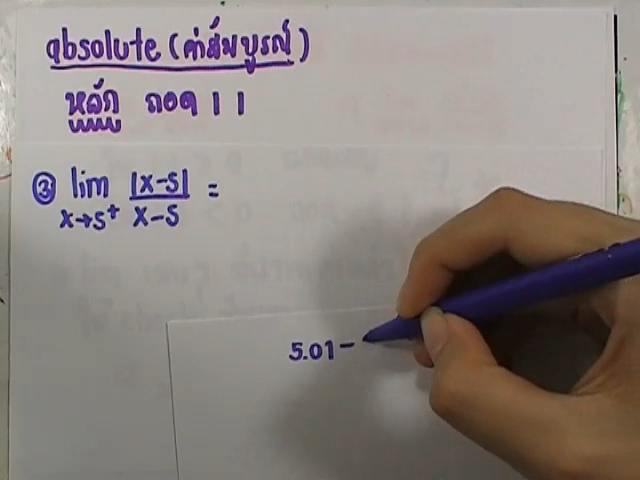 absolute (ค่าสัมบูรณ์)
หลัก ถอด | |
③ lim |x-5| =
x→5⁺ x-5
5.01-